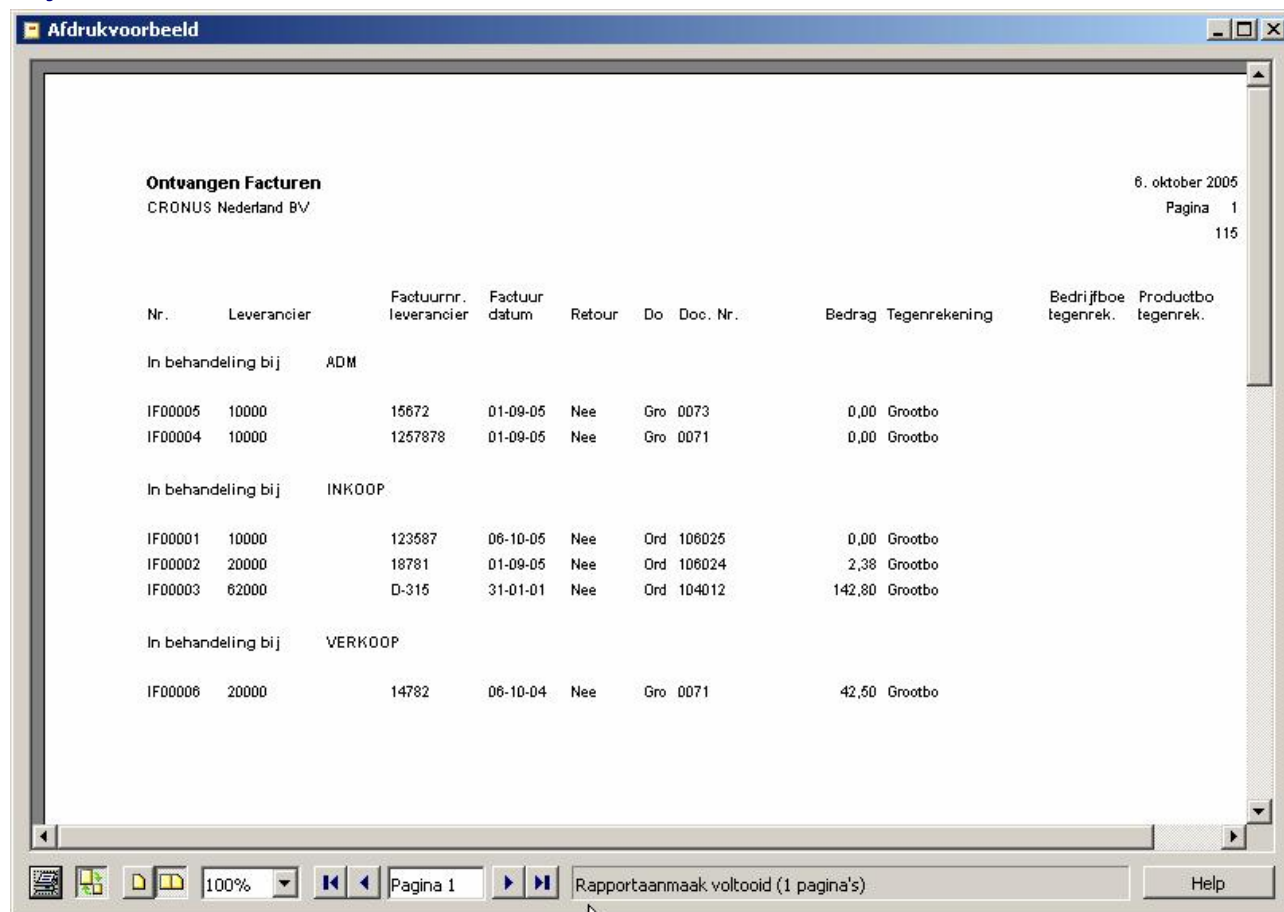 Afdrukvoorbeeld
Ontvangen Facturen 6. oktober 2005
CRONUS Nederland BV Pagina 1
115
Factuurnr. Factuur Bedrijfboe Productbo
Nr. Leverancier leverancier datum Retour Do Doc. Nr. Bedrag Tegenrekening tegenrek. tegenrek.
In behandeling bij ADM
IF00005 10000 15672 01-09-05 Nee Gro 0073 0,00 Grootbo
IF00004 10000 1257878 01-09-05 Nee Gro 0071 0,00 Grootbo
In behandeling bij INKOOP
IF00001 10000 123587 06-10-05 Nee Ord 106025 0,00 Grootbo
IF00002 20000 18781 01-09-05 Nee Ord 106024 2,38 Grootbo
IF00003 62000 D-315 31-01-01 Nee Ord 104012 142,80 Grootbo
In behandeling bij VERKOOP
IF00006 20000 14782 06-10-04 Nee Gro 0071 42,50 Grootbo
100% Pagina 1 Rapportaanmaak voltooid (1 pagina's) Help